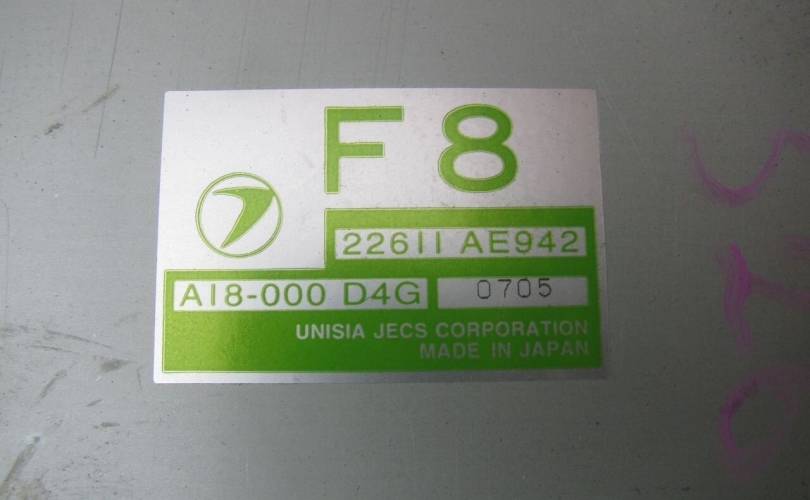 F8
22611 AE942
A18-000 D4G 0705
UNISIA JECS CORPORATION
MADE IN JAPAN